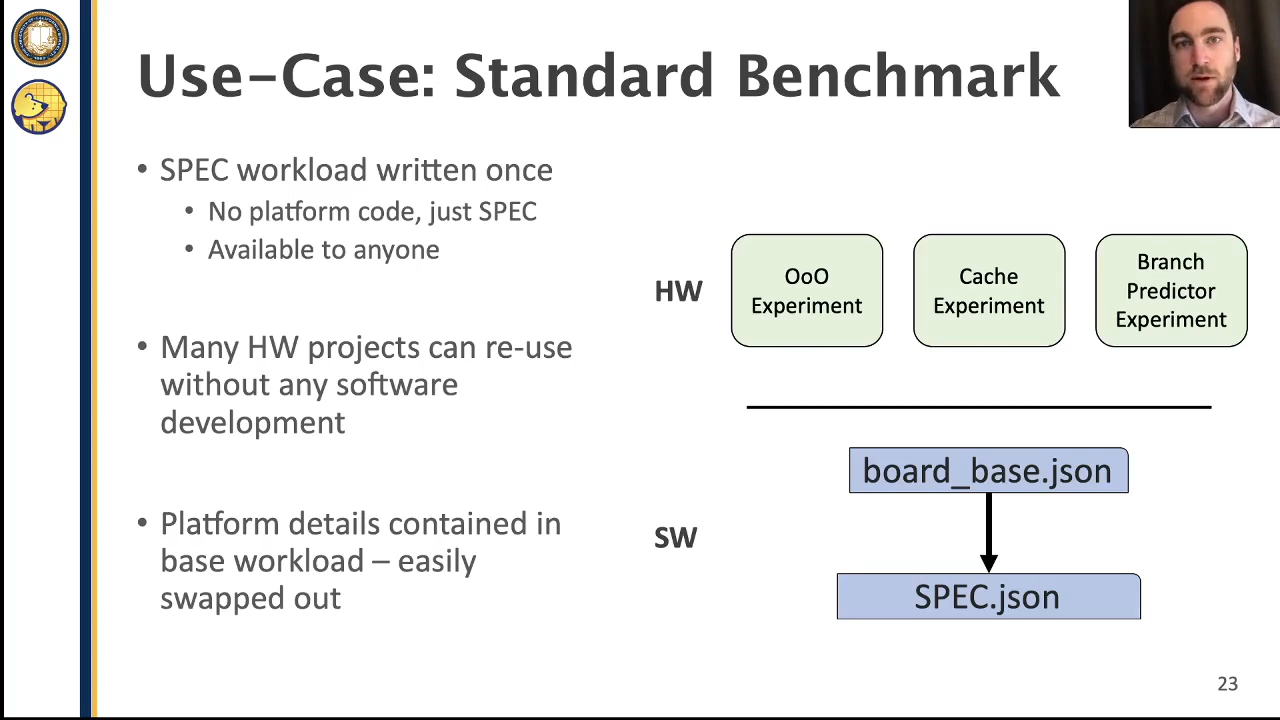 Use-Case: Standard Benchmark
• SPEC workload written once
• No platform code, just SPEC
• Available to anyone
• Many HW projects can re-use
without any software
development
• Platform details contained in
base workload – easily
swapped out
HW
OoO
Experiment
Cache
Experiment
Branch
Predictor
Experiment
SW
board_base.json
SPEC.json
23